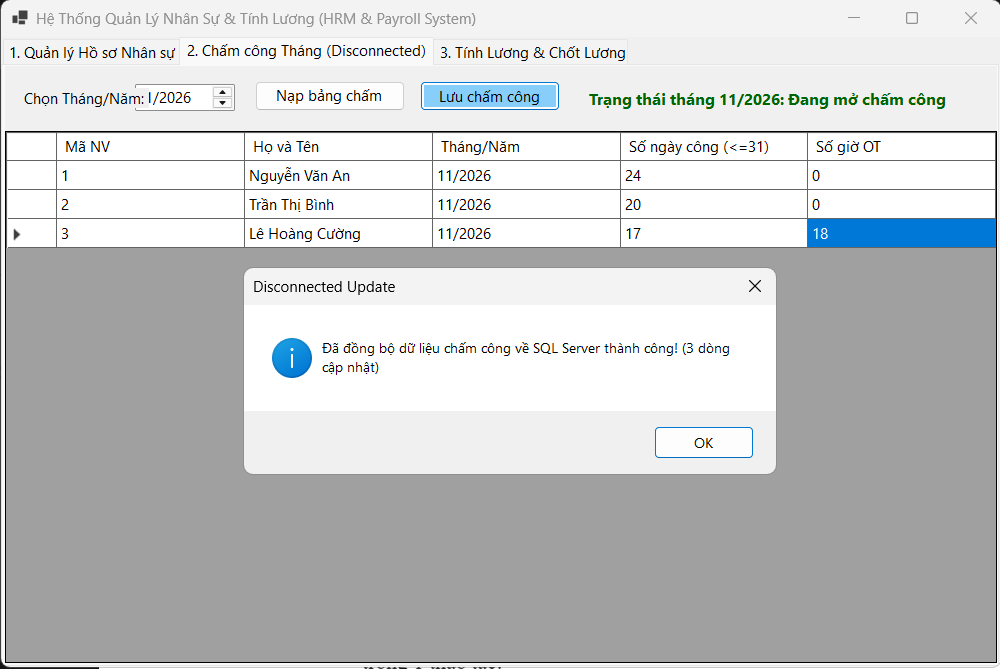 Hệ Thống Quản Lý Nhân Sự & Tính Lương (HRM & Payroll System)
1. Quản lý Hồ sơ Nhân sự 2. Chấm công Tháng (Disconnected) 3. Tính Lương & Chốt Lương
Chọn Tháng/Năm: /2026 Nạp bảng chấm Lưu chấm công Trạng thái tháng 11/2026: Đang mở chấm công
Mã NV Họ và Tên Tháng/Năm Số ngày công (<=31) Số giờ OT
1 Nguyễn Văn An 11/2026 24 0
2 Trần Thị Bình 11/2026 20 0
3 Lê Hoàng Cường 11/2026 17 18
Disconnected Update
Đã đồng bộ dữ liệu chấm công về SQL Server thành công! (3 dòng
cập nhật)
OK